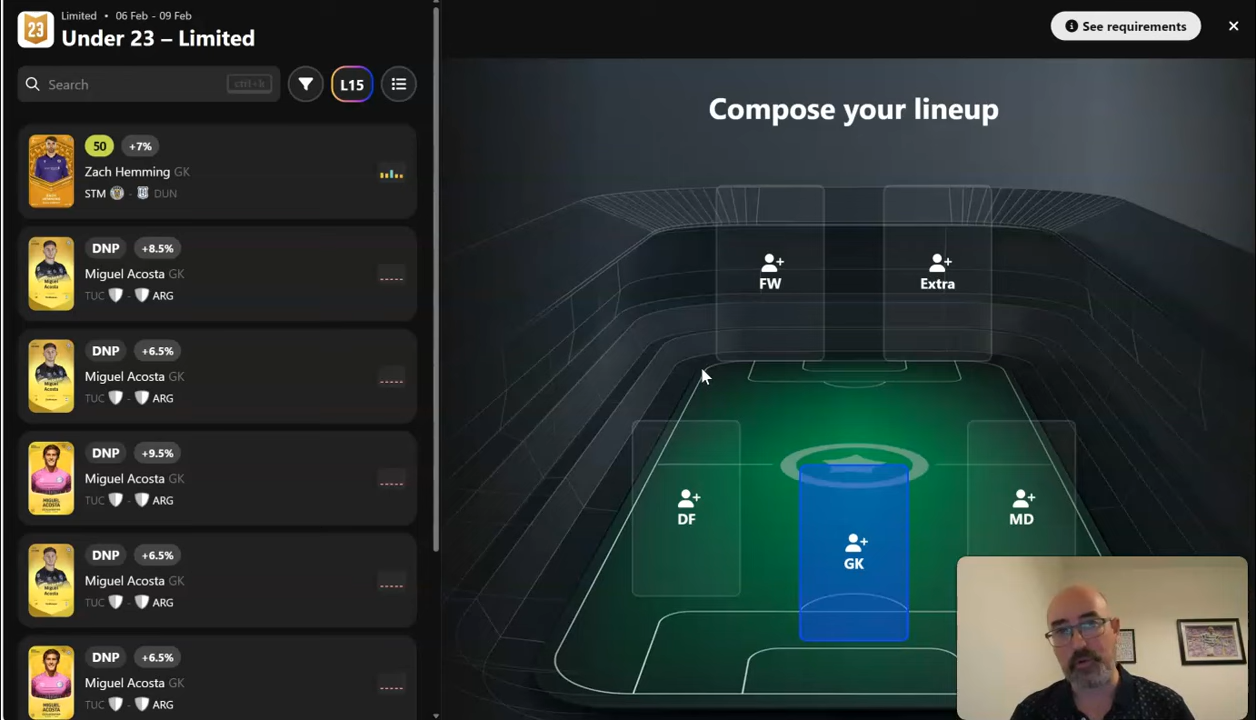 23
Limited • 06 Feb - 09 Feb
Under 23 – Limited
See requirements
Search
ctrl+k
L15
Compose your lineup
50 +7%
Zach Hemming GK
STM - DUN
DNP +8.5%
Miguel Acosta GK
TUC - ARG
DNP +6.5%
Miguel Acosta GK
TUC - ARG
DNP +9.5%
Miguel Acosta GK
TUC - ARG
DNP +6.5%
Miguel Acosta GK
TUC - ARG
DNP +6.5%
Miguel Acosta GK
TUC - ARG
FW
Extra
DF
GK
MD